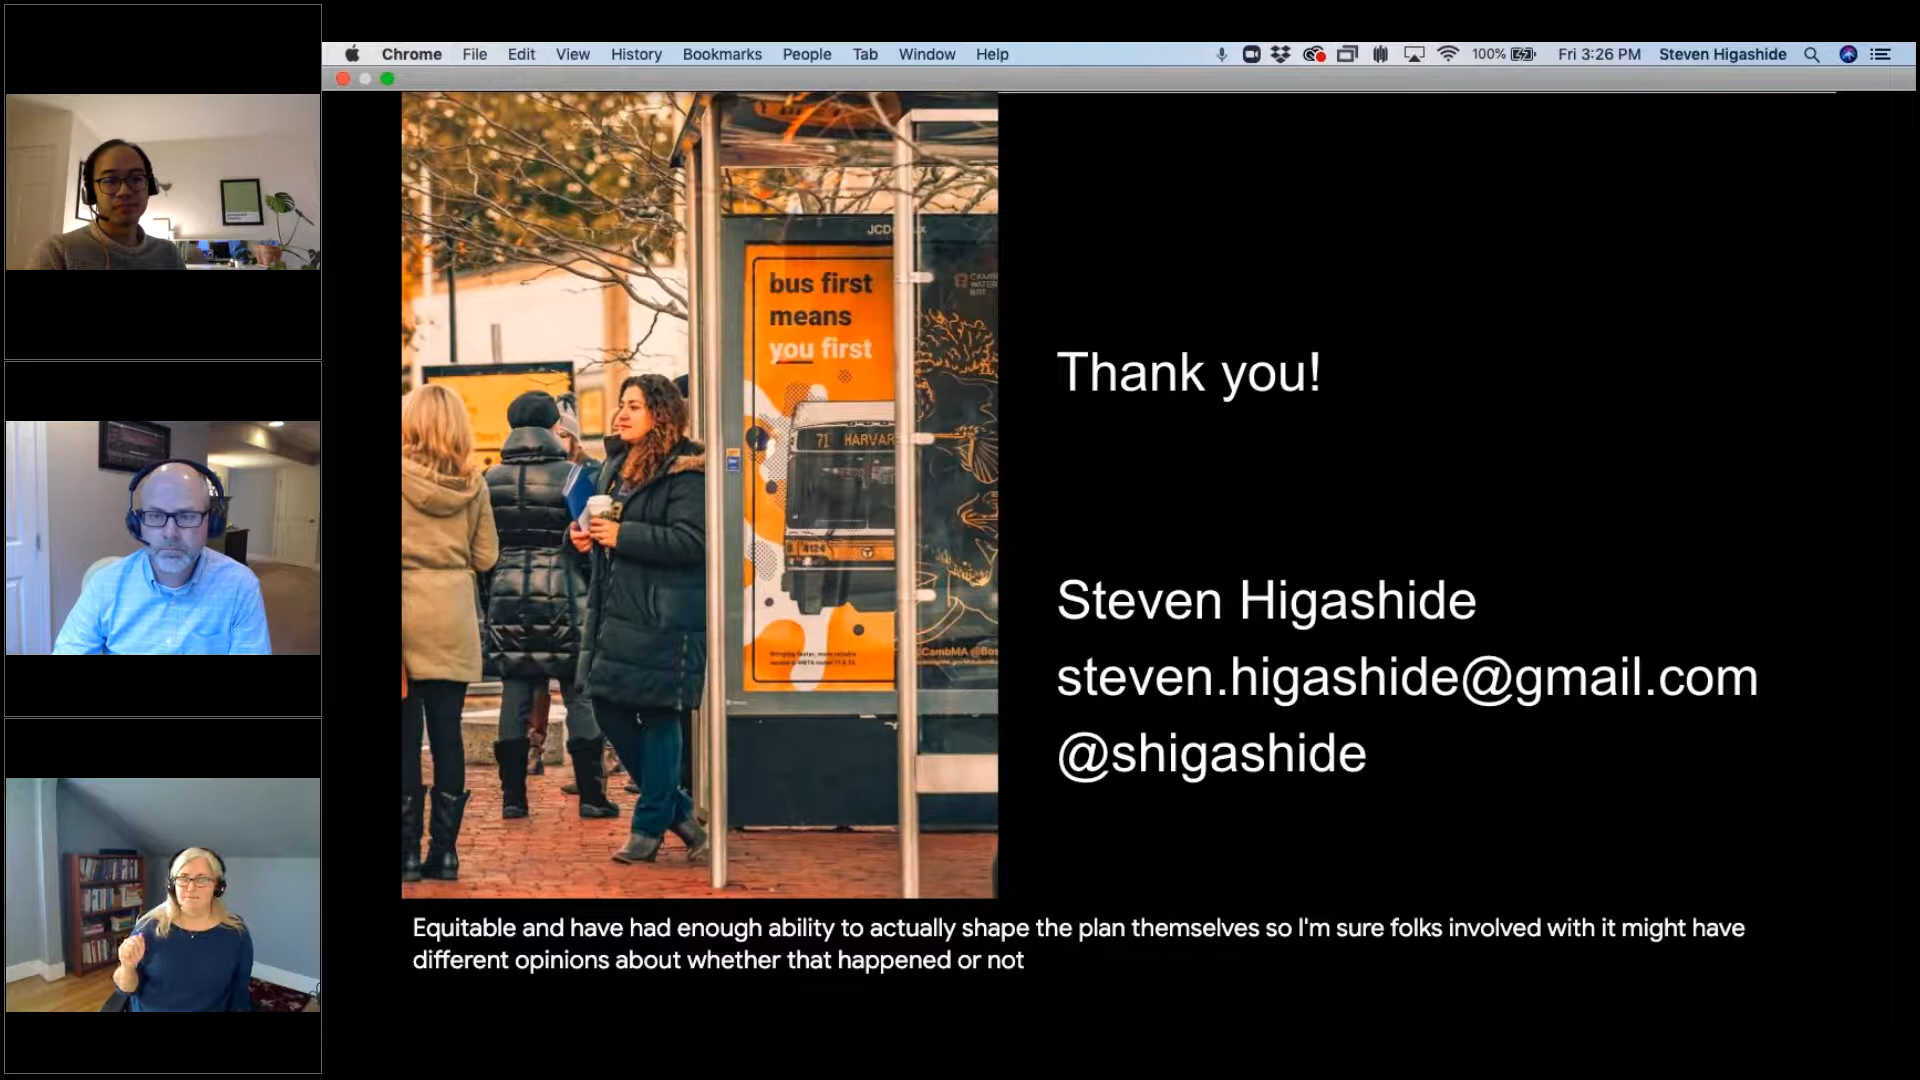 Chrome File Edit View History Bookmarks People Tab Window Help 100% Fri 3:26 PM Steven Higashide
bus first
means
you first
71 HARVAR
Thank you!
Steven Higashide
steven.higashide@gmail.com
@shigashide
Equitable and have had enough ability to actually shape the plan themselves so I'm sure folks involved with it might have
different opinions about whether that happened or not